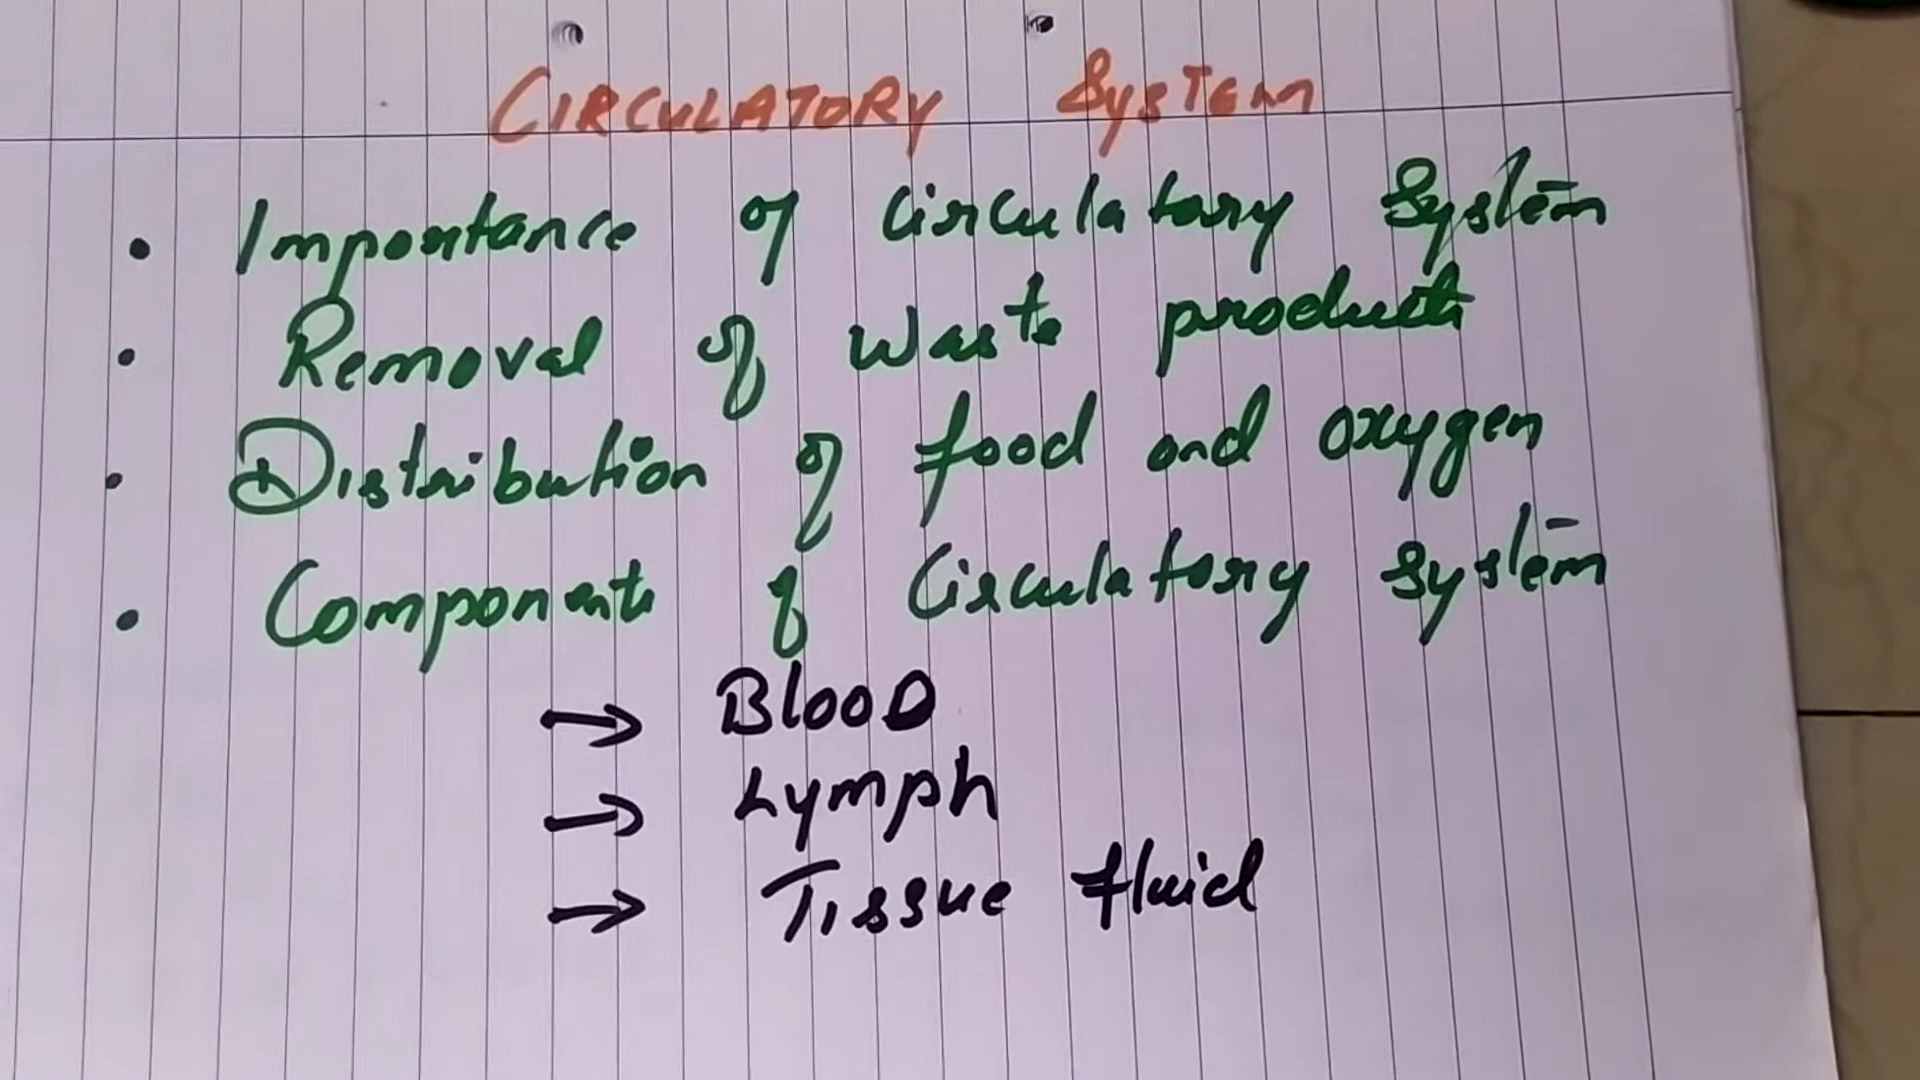 CIRCULATORY SYSTEM
• Importance of circulatory system
• Removal of waste products
• Distribution of food and oxygen
• Components of Circulatory system
→ BlOOD
→ Lymph
→ Tissue fluid